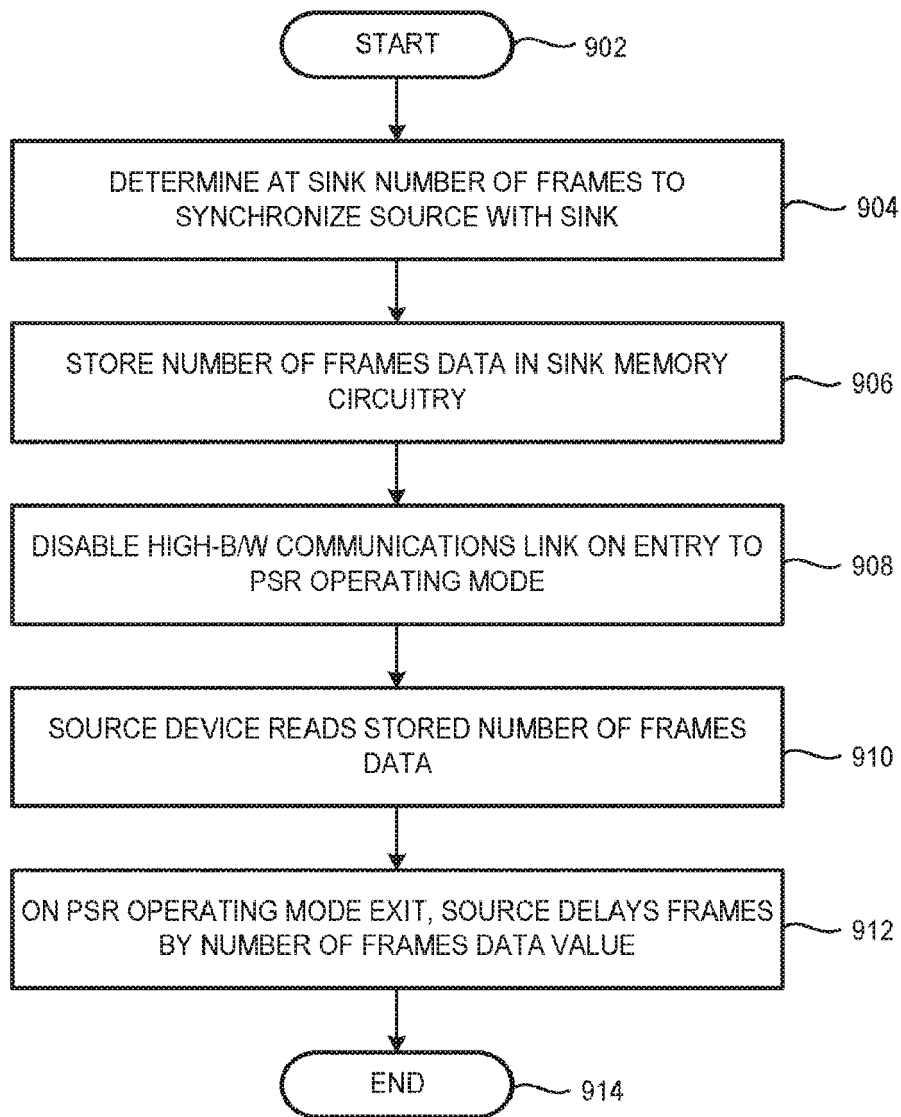 START
902
DETERMINE AT SINK NUMBER OF FRAMES TO
SYNCHRONIZE SOURCE WITH SINK
904
STORE NUMBER OF FRAMES DATA IN SINK MEMORY
CIRCUITRY
906
DISABLE HIGH-B/W COMMUNICATIONS LINK ON ENTRY TO
PSR OPERATING MODE
908
SOURCE DEVICE READS STORED NUMBER OF FRAMES
DATA
910
ON PSR OPERATING MODE EXIT, SOURCE DELAYS FRAMES
BY NUMBER OF FRAMES DATA VALUE
912
END
914